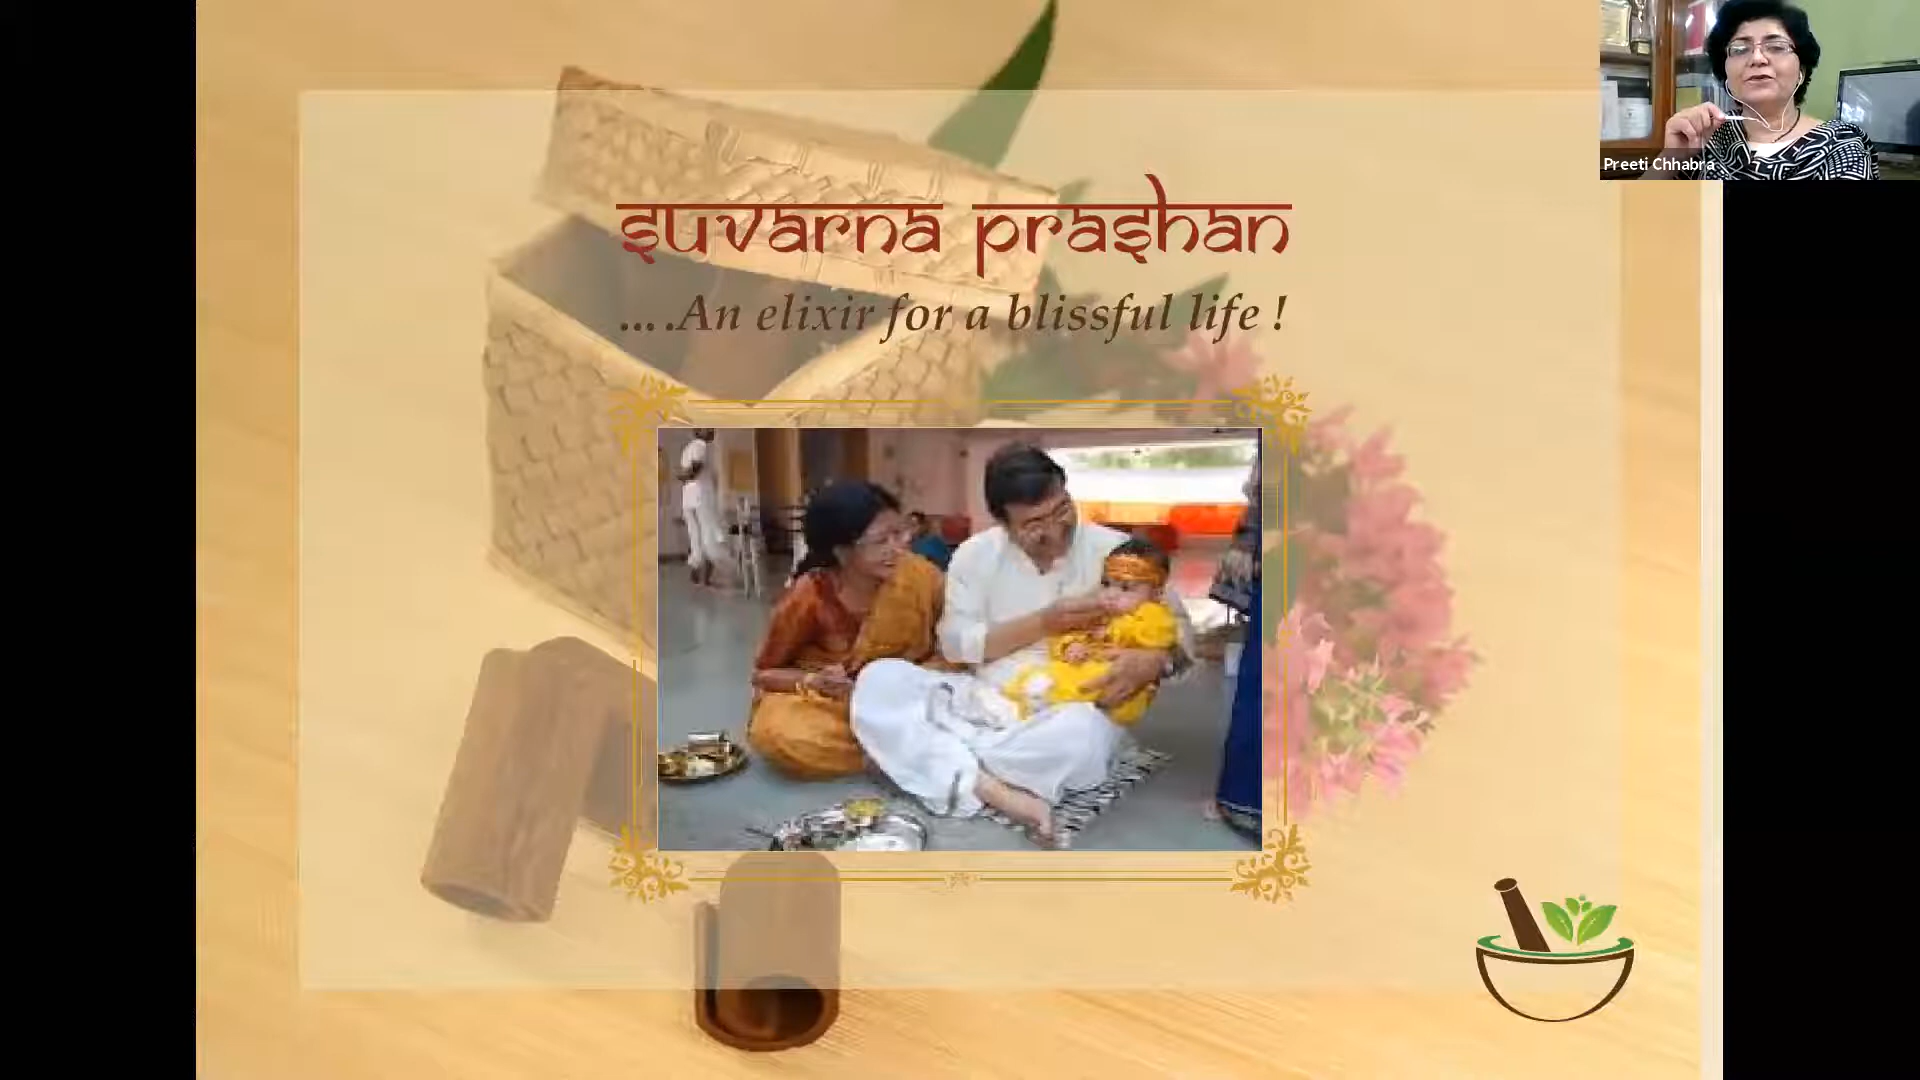 suvarna prashan
....An elixir for a blissful life !
Preeti Chhabra